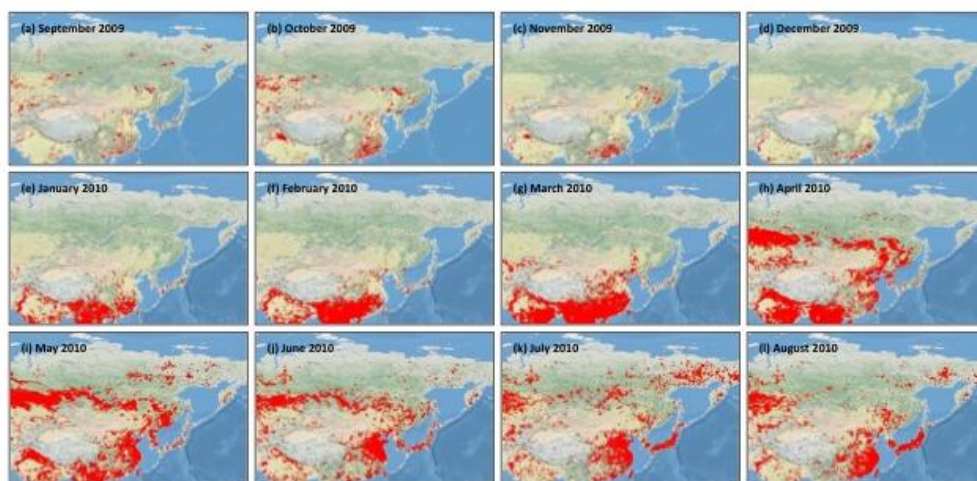 (a) September 2009
(b) October 2009
(c) November 2009
(d) December 2009
(e) January 2010
(f) February 2010
(g) March 2010
(h) April 2010
(i) May 2010
(j) June 2010
(k) July 2010
(l) August 2010